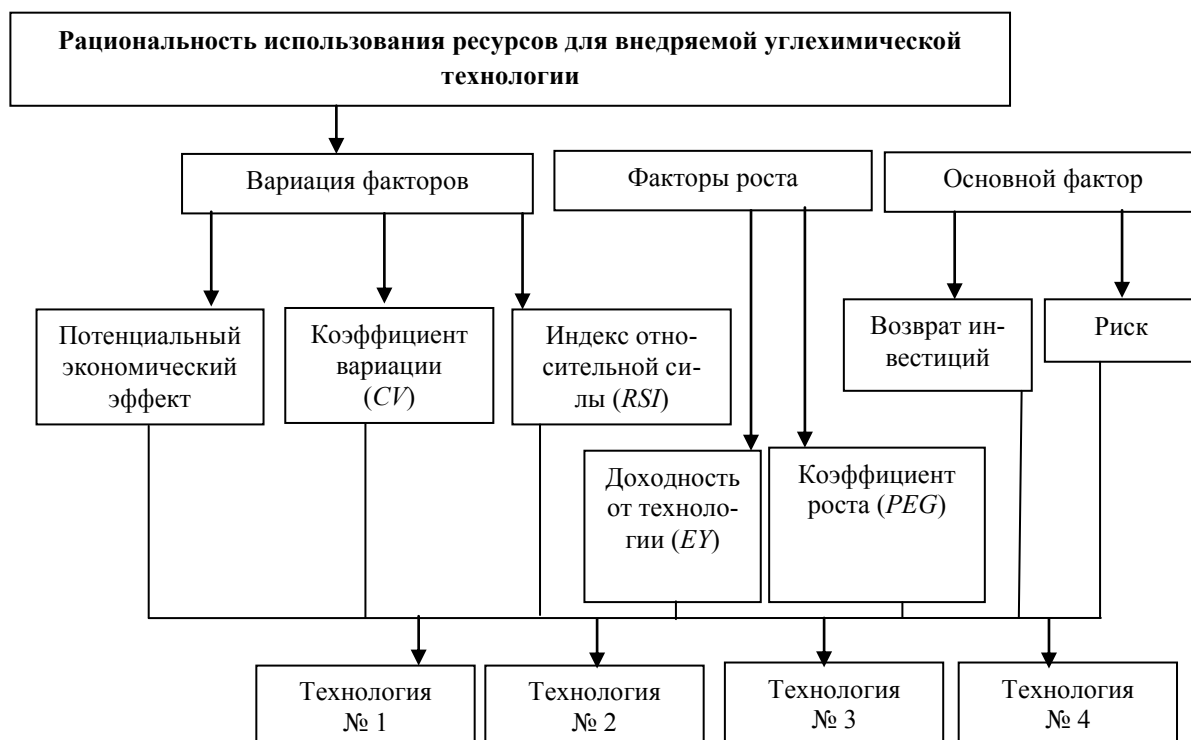 Рациональность использования ресурсов для внедряемой углехимической
технологии
Вариация факторов
Факторы роста
Основной фактор
Потенциальный
экономический
эффект
Коэффициент
вариации
(CV)
Индекс отно-
сительной си-
лы (RSI)
Возврат ин-
вестиций
Риск
Доходность
от техноло-
гии (EY)
Коэффициент
роста (PEG)
Технология
№ 1
Технология
№ 2
Технология
№ 3
Технология
№ 4